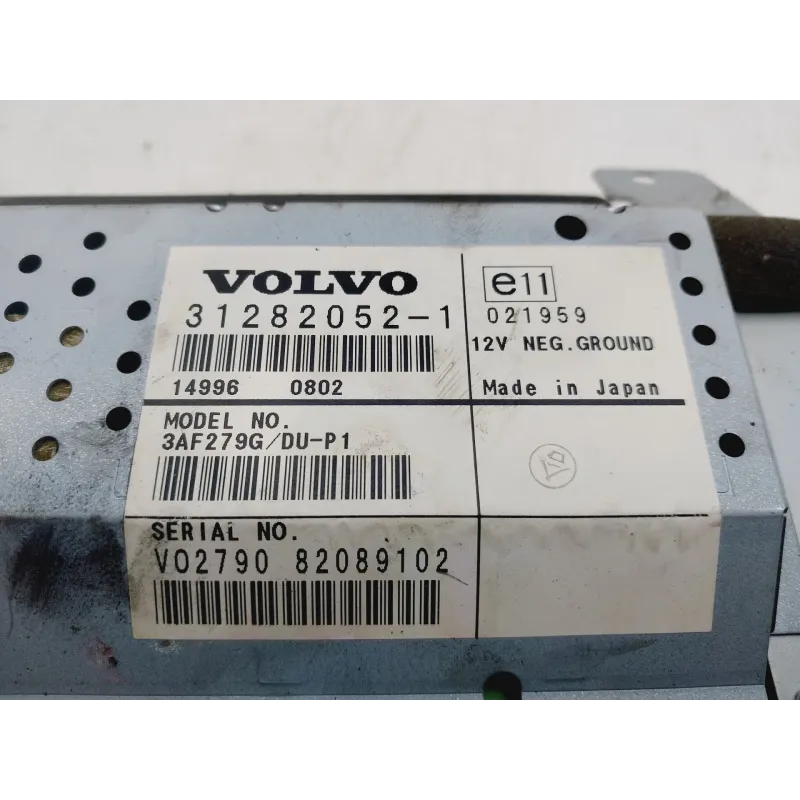 VOLVO
31282052-1
14996 0802
e11
021959
12V NEG.GROUND
Made in Japan
MODEL NO.
3AF279G/DU-P1
SERIAL NO.
V02790 82089102